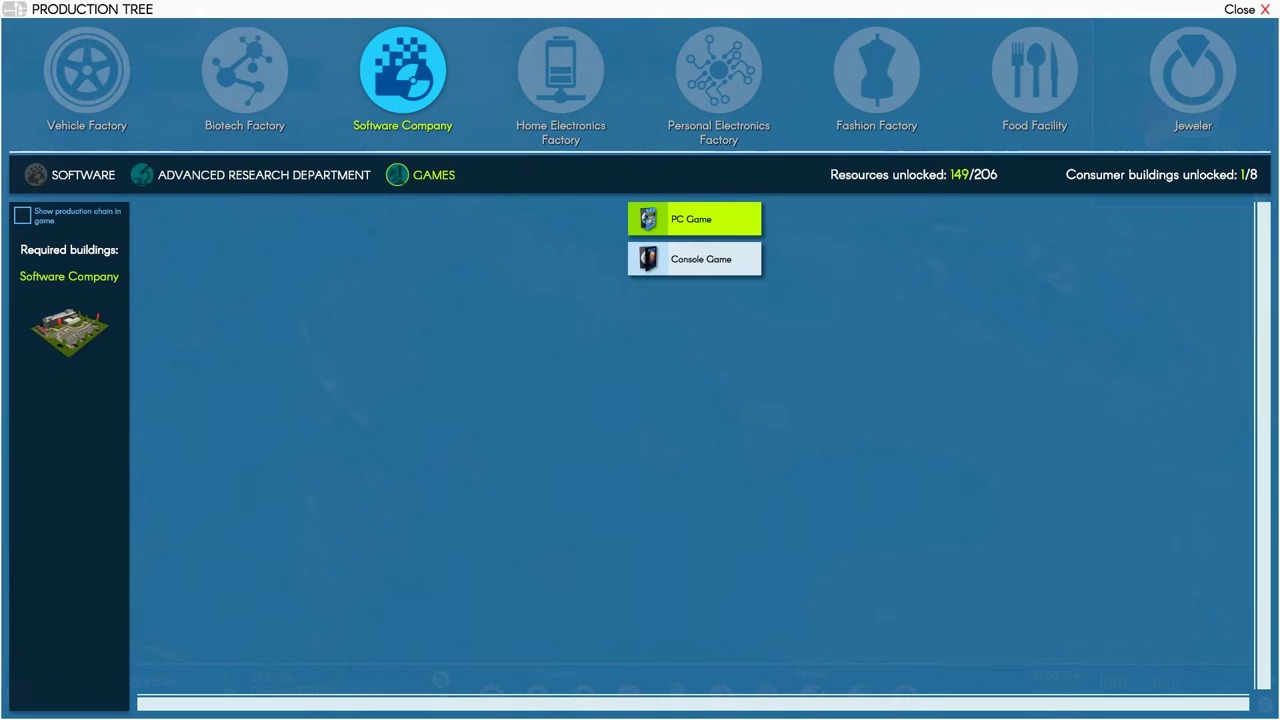 PRODUCTION TREE
Close X
Vehicle Factory
Biotech Factory
Software Company
Home Electronics
Factory
Personal Electronics
Factory
Fashion Factory
Food Facility
Jeweler
SOFTWARE
ADVANCED RESEARCH DEPARTMENT
GAMES
Resources unlocked: 149/206
Consumer buildings unlocked: 1/8
Show production chain in
game
Required buildings:
Software Company
PC Game
Console Game